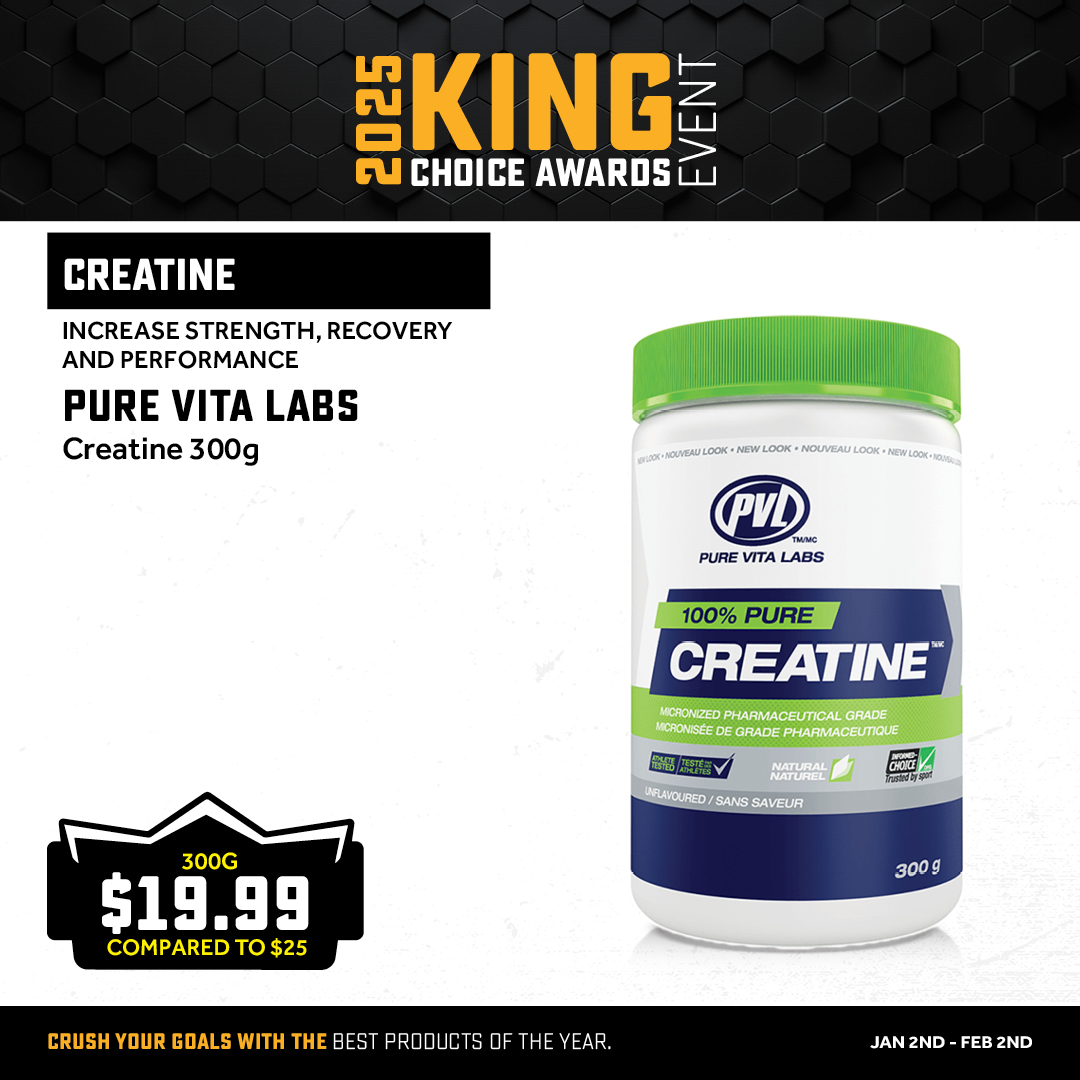 2025
KING
CHOICE AWARDS
EVENT
CREATINE
INCREASE STRENGTH, RECOVERY
AND PERFORMANCE
PURE VITA LABS
Creatine 300g
NEW LOOK • NOUVEAU LOOK • NEW LOOK • NOUVEAU LOOK • NEW LOOK •
PVL
TM/MC
PURE VITA LABS
100% PURE
CREATINE TM/MC
MICRONIZED PHARMACEUTICAL GRADE
MICRONISÉE DE GRADE PHARMACEUTIQUE
ATHLETE TESTED
TESTÉ PAR DES ATHLÈTES
NATURAL
NATUREL
INFORMED-
CHOICE
Trusted by sport
UNFLAVOURED / SANS SAVEUR
300 g
300G
$19.99
COMPARED TO $25
CRUSH YOUR GOALS WITH THE BEST PRODUCTS OF THE YEAR.
JAN 2ND - FEB 2ND